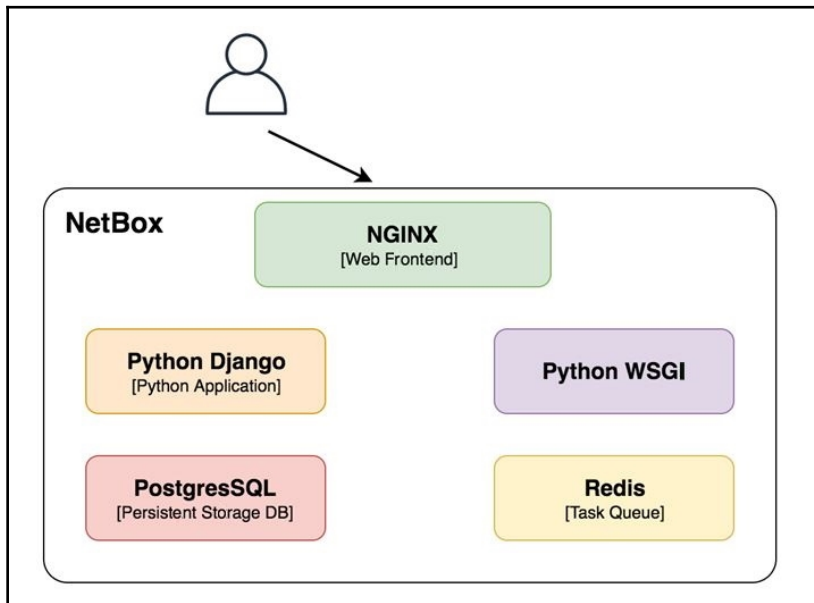 NetBox
NGINX
[Web Frontend]
Python Django
[Python Application]
Python WSGI
PostgresSQL
[Persistent Storage DB]
Redis
[Task Queue]